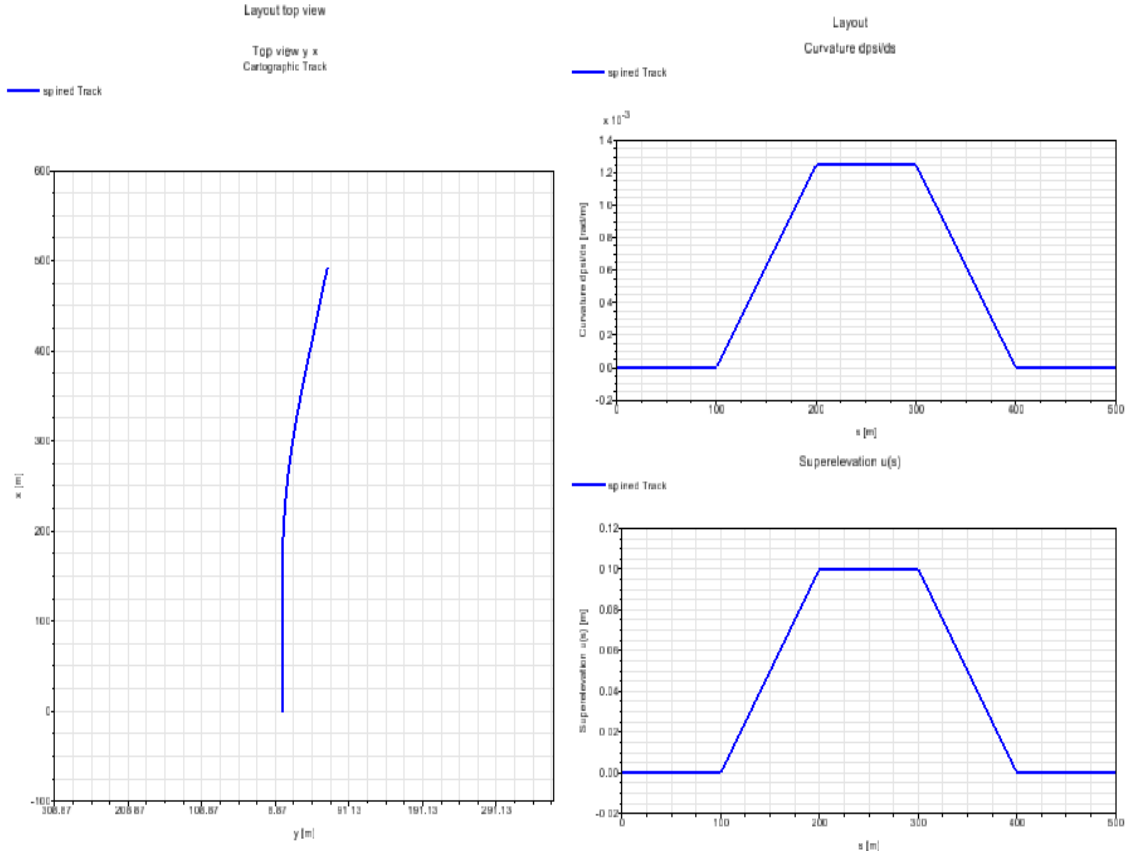 Layout top view
Top view y x
Cartographic Track
spined Track
600
500
400
300
200
100
0
-100
x [m]
308.87
208.87
108.87
8.87
91.13
191.13
291.13
y [m]
Layout
Curvature dpsi/ds
spined Track
x 10-3
1.4
1.2
1.0
0.8
0.6
0.4
0.2
0.0
-0.2
Curvature dpsi/ds [rad/m]
0
100
200
300
400
500
s [m]
Superelevation u(s)
spined Track
0.12
0.10
0.08
0.06
0.04
0.02
0.00
-0.02
Superelevation u(s) [m]
0
100
200
300
400
500
s [m]